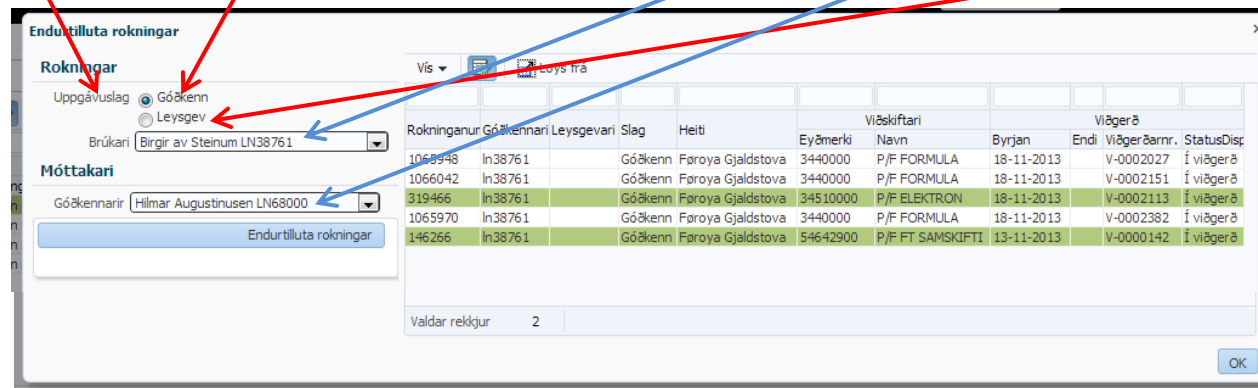 Endurtilluta rokningar
Rokningar
Uppgávuslag Góðkenn
Leysgev
Brúkari Birgir av Steinum LN38761
Móttakari
Góðkennarir Hilmar Augustinusen LN68000
Endurtilluta rokningar
Vís Loys frá
Viðskiftari Viðgerð
Rokninganur Góðkennari Leysgevari Slag Heiti Eyðmerki Navn Byrjan Endi Viðgerðarnr. StatusDisp
1065948 ln38761 Góðkenn Føroya Gjaldstova 3440000 P/F FORMULA 18-11-2013 V-0002027 Í viðgerð
1066042 ln38761 Góðkenn Føroya Gjaldstova 3440000 P/F FORMULA 18-11-2013 V-0002151 Í viðgerð
319466 ln38761 Góðkenn Føroya Gjaldstova 34510000 P/F ELEKTRON 18-11-2013 V-0002113 Í viðgerð
1065970 ln38761 Góðkenn Føroya Gjaldstova 3440000 P/F FORMULA 18-11-2013 V-0002382 Í viðgerð
146266 ln38761 Góðkenn Føroya Gjaldstova 54642900 P/F FT SAMSKIFTI 13-11-2013 V-0000142 Í viðgerð
Valdar rekkjur 2
OK